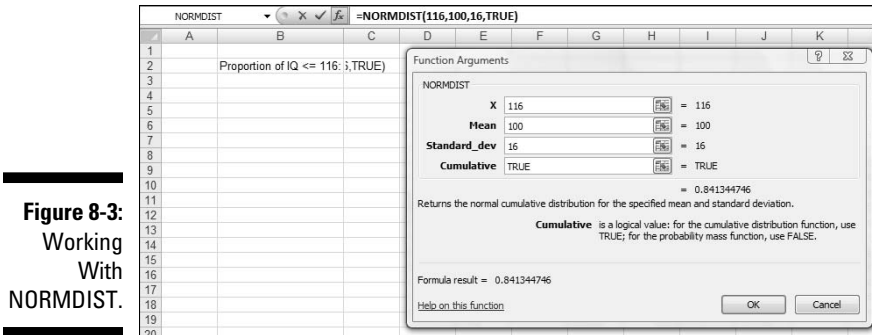 NORMDIST =NORMDIST(116,100,16,TRUE)
A B C D E F G H I J K
1
2 Proportion of IQ <= 116: 6,TRUE)
3
4
5
6
7
8
9
10
11
12
13
14
15
16
17
18
19
20
Function Arguments
NORMDIST
X 116 = 116
Mean 100 = 100
Standard_dev 16 = 16
Cumulative TRUE = TRUE
= 0.841344746
Returns the normal cumulative distribution for the specified mean and standard deviation.
Cumulative is a logical value: for the cumulative distribution function, use
TRUE; for the probability mass function, use FALSE.
Formula result = 0.841344746
Help on this function OK Cancel
Figure 8-3:
Working
With
NORMDIST.